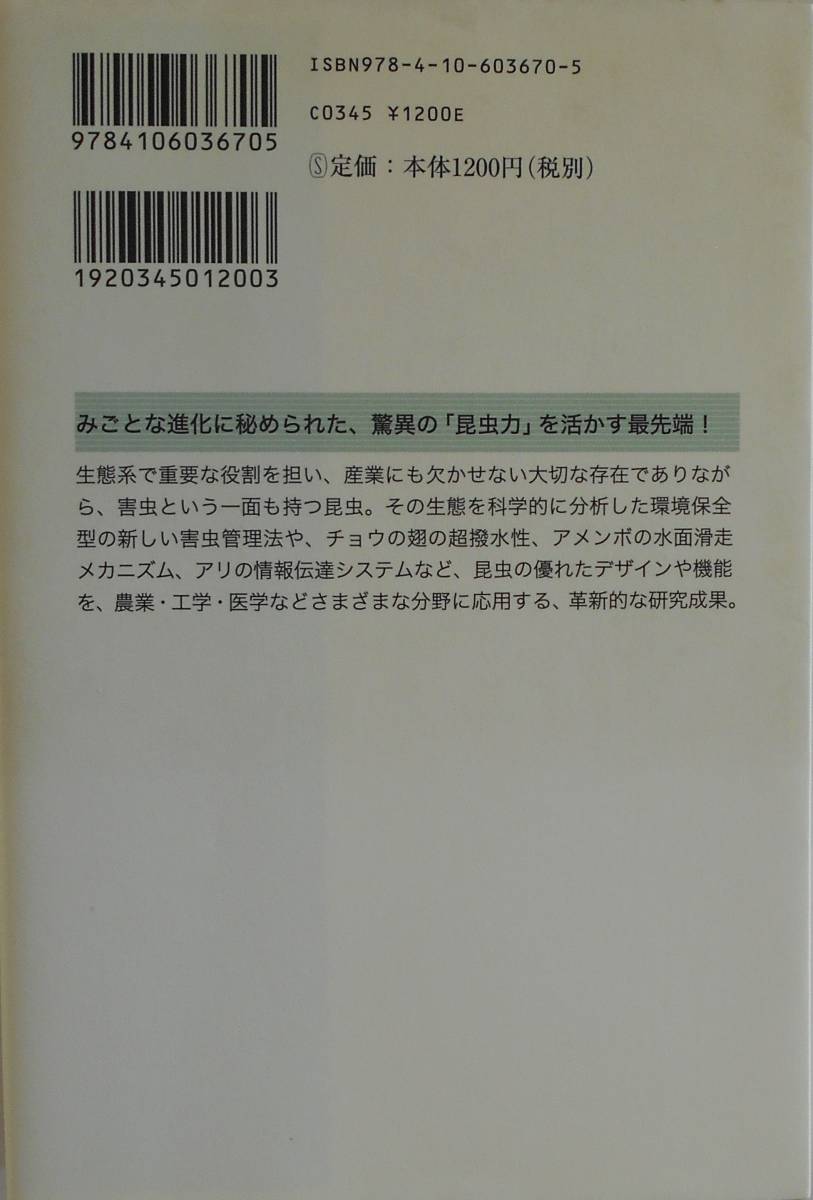 ISBN978-4-10-603670-5
9784106036705
C0345 ¥1200E
Ⓢ定価：本体1200円(税別)
1920345012003
みごとな進化に秘められた、驚異の「昆虫力」を活かす最先端！
生態系で重要な役割を担い、産業にも欠かせない大切な存在でありなが
ら、害虫という一面も持つ昆虫。その生態を科学的に分析した環境保全
型の新しい害虫管理法や、チョウの翅の超撥水性、アメンボの水面滑走
メカニズム、アリの情報伝達システムなど、昆虫の優れたデザインや機能
を、農業・工学・医学などさまざまな分野に応用する、革新的な研究成果。